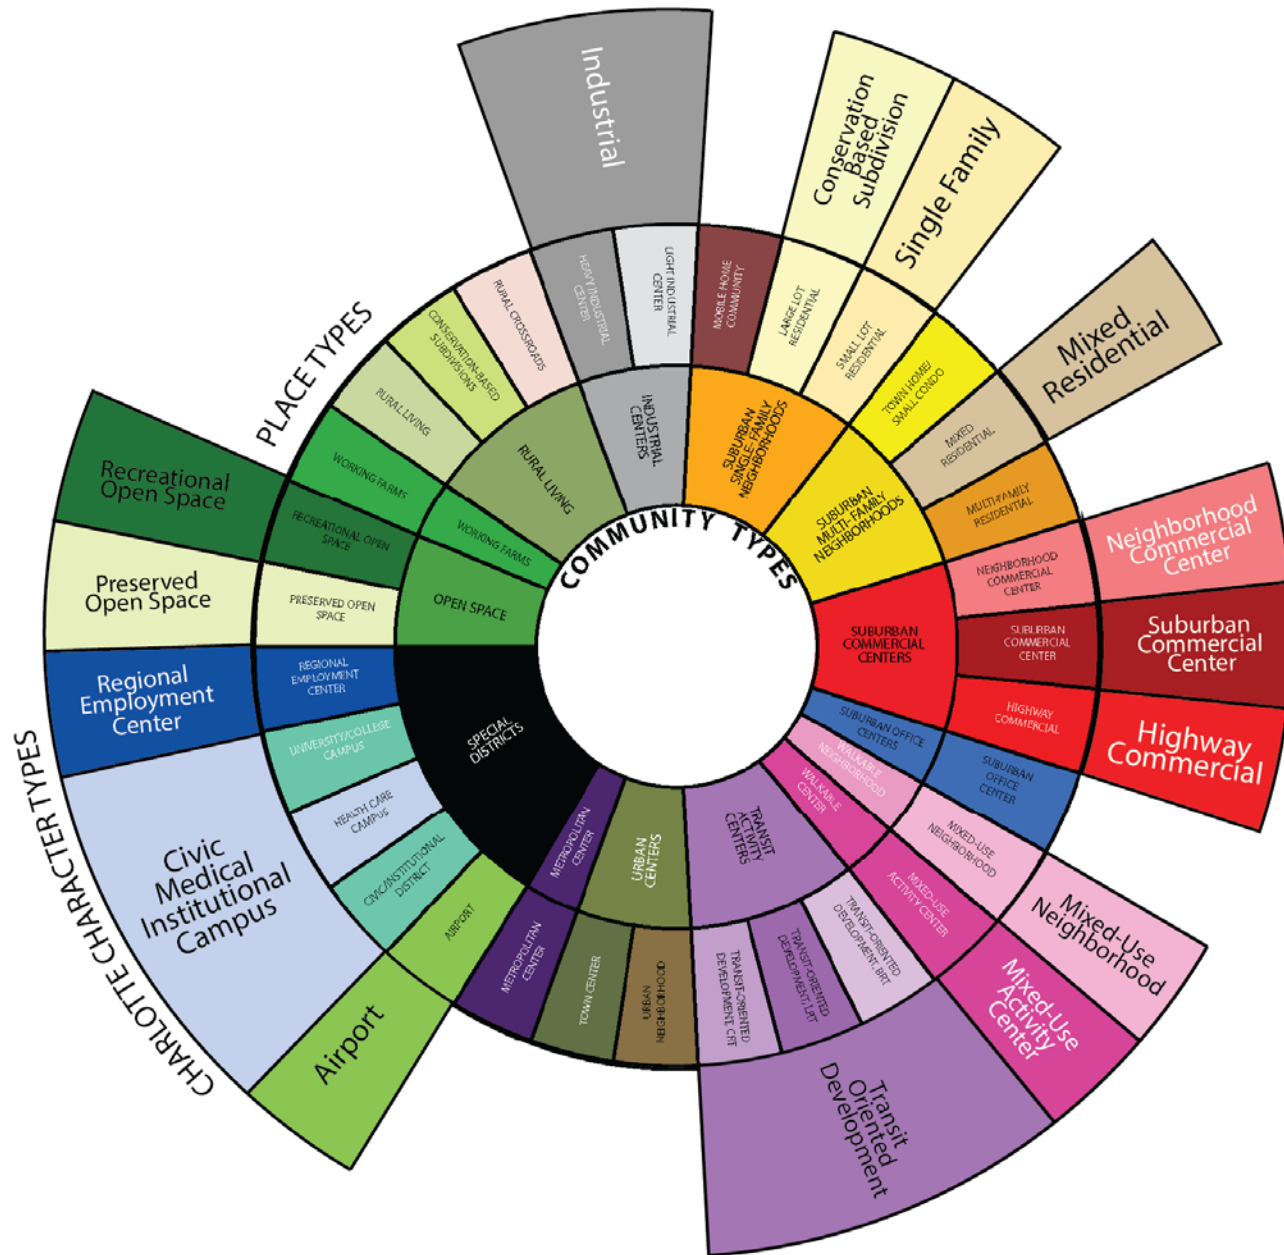 COMMUNITY TYPES
PLACE TYPES
CHARLOTTE CHARACTER TYPES
Industrial
Conservation
Based
Subdivision
Single Family
Mixed
Residential
Neighborhood
Commercial
Center
Suburban
Commercial
Center
Highway
Commercial
Mixed-Use
Neighborhood
Mixed-Use
Activity
Center
Transit
Oriented
Development
Airport
Civic
Medical
Institutional
Campus
Regional
Employment
Center
Preserved
Open Space
Recreational
Open Space
HEAVY INDUSTRIAL
CENTER
LIGHT INDUSTRIAL
CENTER
MOBILE HOME
COMMUNITY
LARGE LOT
RESIDENTIAL
SMALL LOT
RESIDENTIAL
TOWN HOME/
SMALL CONDO
MIXED
RESIDENTIAL
MULTI-FAMILY
RESIDENTIAL
NEIGHBORHOOD
COMMERCIAL
CENTER
SUBURBAN
COMMERCIAL
CENTER
HIGHWAY
COMMERCIAL
SUBURBAN
OFFICE
CENTER
MIXED-USE
NEIGHBORHOOD
MIXED-USE
ACTIVITY CENTER
TRANSIT-ORIENTED
DEVELOPMENT, BRT
TRANSIT-ORIENTED
DEVELOPMENT, LRT
TRANSIT-ORIENTED
DEVELOPMENT, CRT
URBAN
NEIGHBORHOOD
TOWN CENTER
METROPOLITAN
CENTER
AIRPORT
CIVIC/INSTITUTIONAL
DISTRICT
HEALTH CARE
CAMPUS
UNIVERSITY/COLLEGE
CAMPUS
REGIONAL
EMPLOYMENT
CENTER
PRESERVED OPEN
SPACE
RECREATIONAL OPEN
SPACE
WORKING FARMS
RURAL LIVING
CONSERVATION-BASED
SUBDIVISIONS
RURAL CROSSROADS
INDUSTRIAL
CENTERS
SUBURBAN
SINGLE- FAMILY
NEIGHBORHOODS
SUBURBAN
MULTI-FAMILY
NEIGHBORHOODS
SUBURBAN
COMMERCIAL
CENTERS
SUBURBAN OFFICE
CENTERS
WALKABLE
NEIGHBORHOOD
WALKABLE
CENTER
TRANSIT
ACTIVITY
CENTERS
URBAN
CENTERS
METROPOLITAN
CENTER
SPECIAL
DISTRICTS
OPEN SPACE
WORKING FARMS
RURAL LIVING